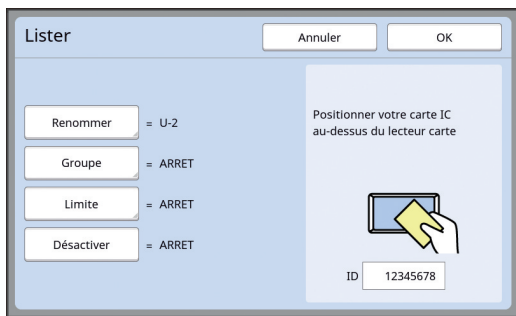 Lister
Annuler
OK
Renommer = U-2
Groupe = ARRET
Limite = ARRET
Désactiver = ARRET
Positionner votre carte IC
au-dessus du lecteur carte
ID 12345678